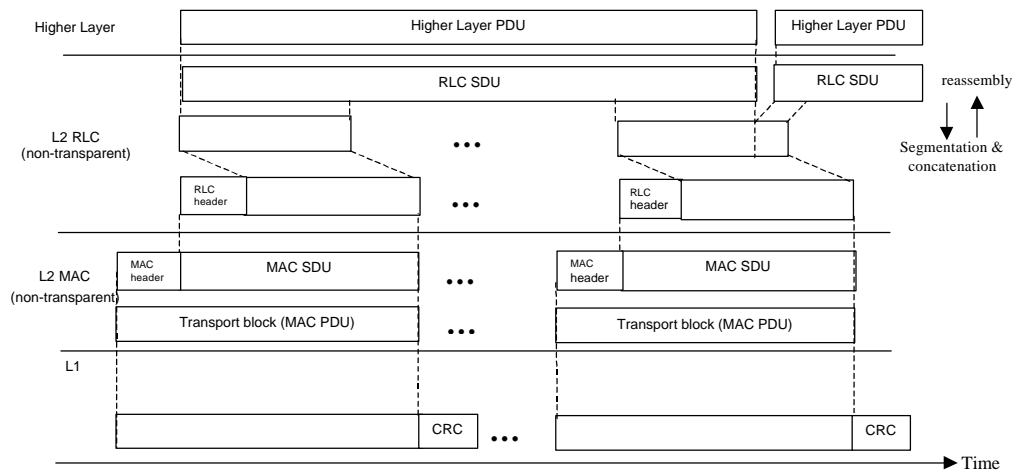 Higher Layer
Higher Layer PDU
Higher Layer PDU
RLC SDU
RLC SDU
reassembly
L2 RLC
(non-transparent)
•••
•••
Segmentation &
concatenation
RLC
header
•••
RLC
header
L2 MAC
(non-transparent)
MAC
header
MAC SDU
•••
MAC
header
MAC SDU
Transport block (MAC PDU)
•••
Transport block (MAC PDU)
L1
CRC
•••
CRC
Time